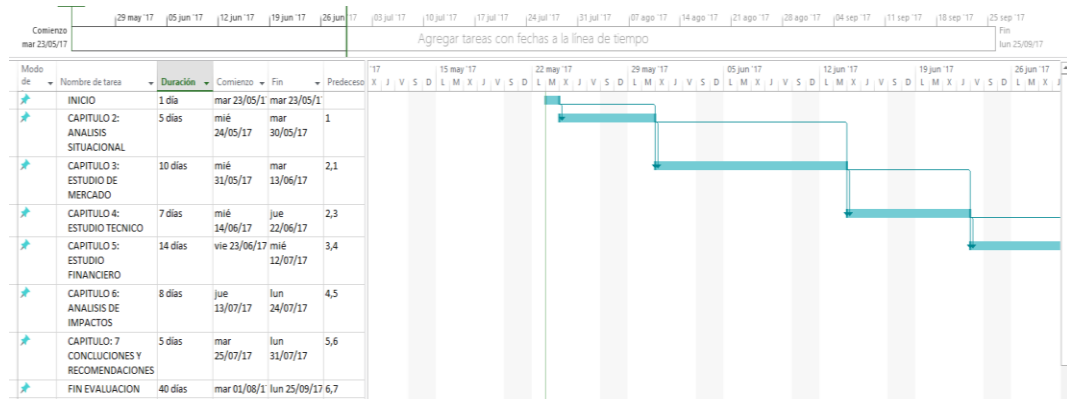 29 may '17 05 jun '17 12 jun '17 19 jun '17 26 jun '17 03 jul '17 10 jul '17 17 jul '17 24 jul '17 31 jul '17 07 ago '17 14 ago '17 21 ago '17 28 ago '17 04 sep '17 11 sep '17 18 sep '17 25 sep '17
Comienzo
mar 23/05/17
Agregar tareas con fechas a la línea de tiempo
Fin
lun 25/09/17
Modo
de Nombre de tarea Duración Comienzo Fin Predeceso
'17 15 may '17 22 may '17 29 may '17 05 jun '17 12 jun '17 19 jun '17 26 jun '17
X J V S D L M X J V S D L M X J V S D L M X J V S D L M X J V S D L M X J V S D L M X J V S D L M X J
INICIO 1 día mar 23/05/1 mar 23/05/1
CAPITULO 2: 5 días mié mar 1
ANALISIS 24/05/17 30/05/17
SITUACIONAL
CAPITULO 3: 10 días mié mar 2,1
ESTUDIO DE 31/05/17 13/06/17
MERCADO
CAPITULO 4: 7 días mié jue 2,3
ESTUDIO TECNICO 14/06/17 22/06/17
CAPITULO 5: 14 días vie 23/06/17 mié 3,4
ESTUDIO 12/07/17
FINANCIERO
CAPITULO 6: 8 días jue lun 4,5
ANALISIS DE 13/07/17 24/07/17
IMPACTOS
CAPITULO: 7 5 días mar lun 5,6
CONCLUCIONES Y 25/07/17 31/07/17
RECOMENDACIONES
FIN EVALUACION 40 días mar 01/08/1 lun 25/09/17 6,7